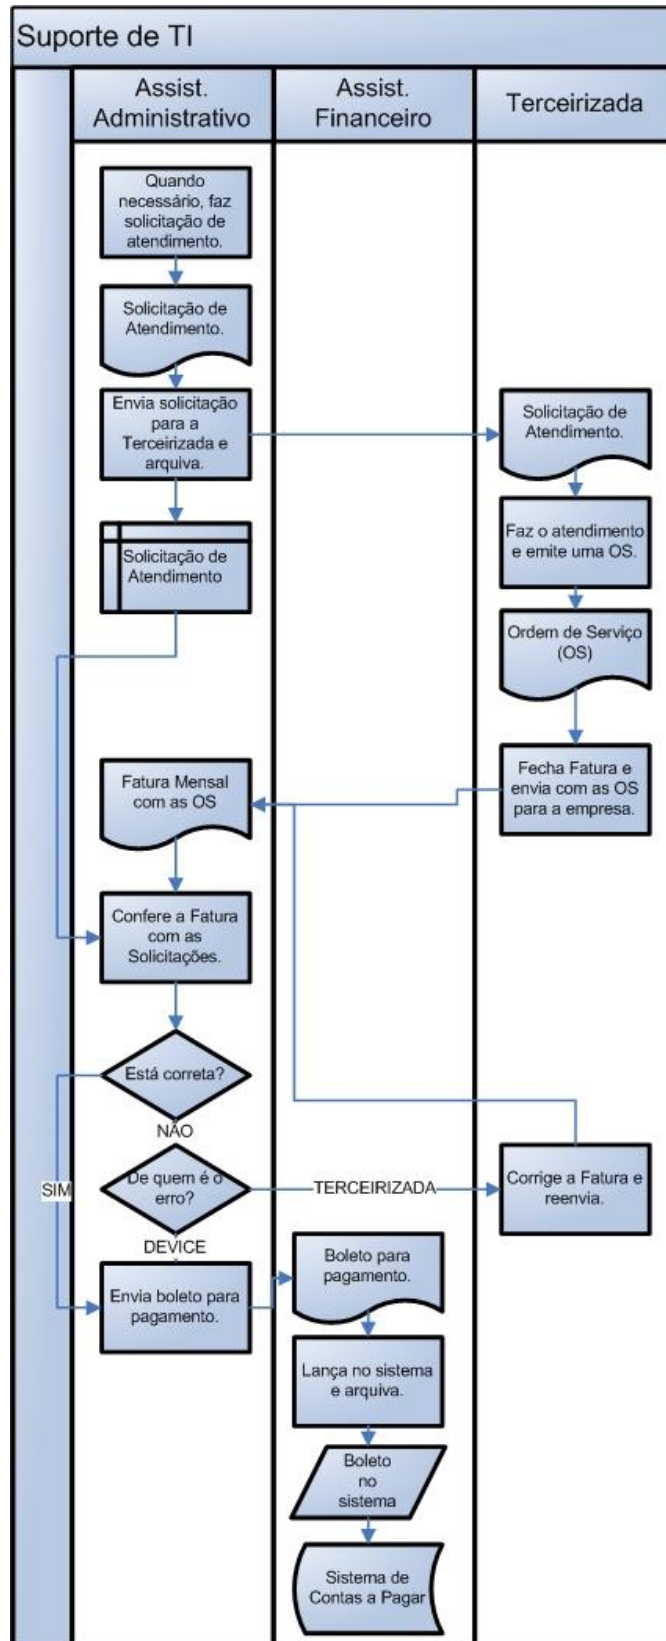 Suporte de TI
Assist.
Administrativo
Assist.
Financeiro
Terceirizada
Quando
necessário, faz
solicitação de
atendimento.
Solicitação de
Atendimento.
Envia solicitação
para a
Terceirizada e
arquiva.
Solicitação de
Atendimento.
Solicitação de
Atendimento
Faz o atendimento
e emite uma OS.
Ordem de Serviço
(OS)
Fecha Fatura e
envia com as OS
para a empresa.
Fatura Mensal
com as OS
Confere a Fatura
com as
Solicitações.
Está correta?
NÃO
SIM
De quem é o
erro?
TERCEIRIZADA
Corrige a Fatura e
reenvia.
DEVICE
Envia boleto para
pagamento.
Boleto para
pagamento.
Lança no sistema
e arquiva.
Boleto
no
sistema
Sistema de
Contas a Pagar